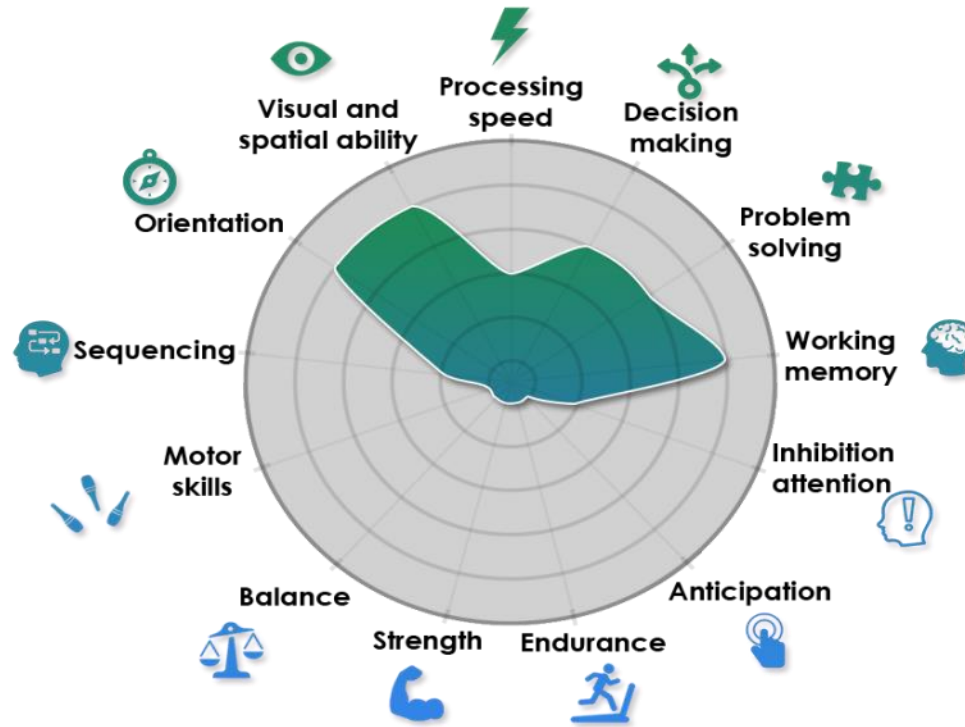 Processing
speed
Decision
making
Problem
solving
Working
memory
Inhibition
attention
Anticipation
Endurance
Strength
Balance
Motor
skills
Sequencing
Orientation
Visual and
spatial ability